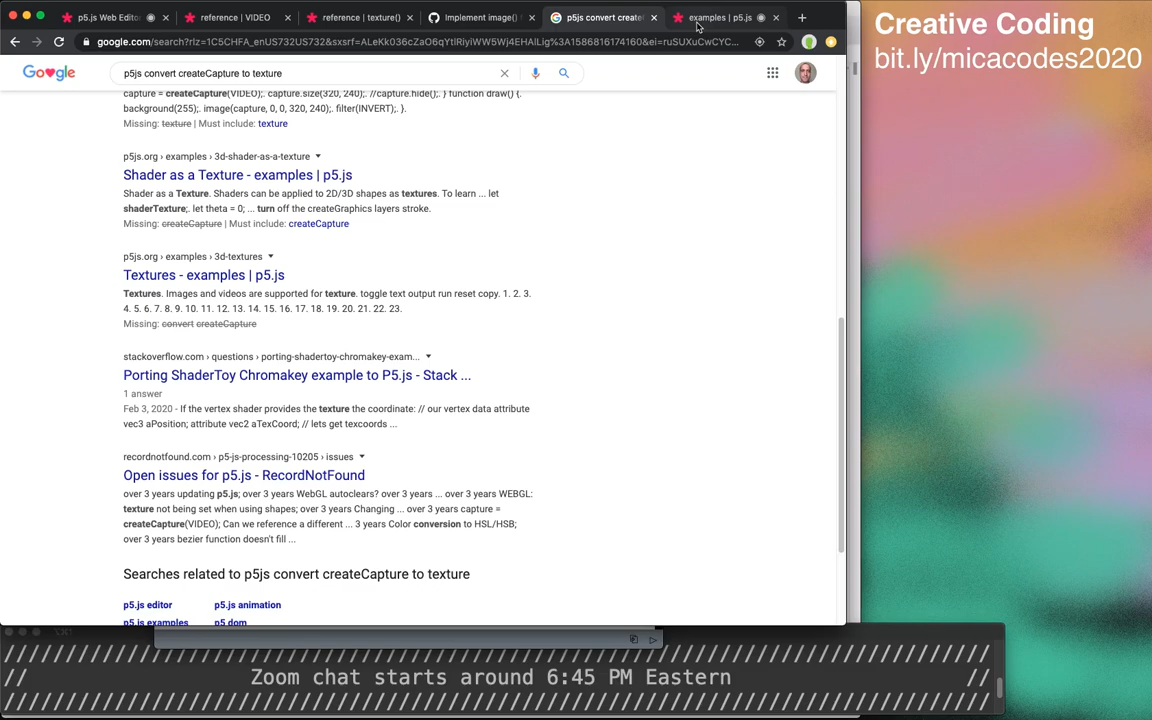 p5.js Web Editor
reference | VIDEO
reference | texture()
Implement image()
p5js convert create
examples | p5.js
google.com/search?rlz=1C5CHFA_enUS732US732&sxsrf=ALeKk036cZaO6qYtlRiyiWW5Wj4EHAlLig%3A1586816174160&ei=ruSUXuCwCYC...
Google
p5js convert createCapture to texture
capture = createCapture(VIDEO);. capture.size(320, 240);. //capture.hide();. } function draw() {.
background(255);. image(capture, 0, 0, 320, 240);. filter(INVERT);. }.
Missing: texture | Must include: texture
p5js.org › examples › 3d-shader-as-a-texture
Shader as a Texture - examples | p5.js
Shader as a Texture. Shaders can be applied to 2D/3D shapes as textures. To learn ... let
shaderTexture;. let theta = 0; ... turn off the createGraphics layers stroke.
Missing: createCapture | Must include: createCapture
p5js.org › examples › 3d-textures
Textures - examples | p5.js
Textures. Images and videos are supported for texture. toggle text output run reset copy. 1. 2. 3.
4. 5. 6. 7. 8. 9. 10. 11. 12. 13. 14. 15. 16. 17. 18. 19. 20. 21. 22. 23.
Missing: convert createCapture
stackoverflow.com › questions › porting-shadertoy-chromakey-exam...
Porting ShaderToy Chromakey example to P5.js - Stack ...
1 answer
Feb 3, 2020 - If the vertex shader provides the texture the coordinate: // our vertex data attribute
vec3 aPosition; attribute vec2 aTexCoord; // lets get texcoords ...
recordnotfound.com › p5-js-processing-10205 › issues
Open issues for p5.js - RecordNotFound
over 3 years updating p5.js; over 3 years WebGL autoclears? over 3 years ... over 3 years WEBGL:
texture not being set when using shapes; over 3 years Changing ... over 3 years capture =
createCapture(VIDEO); Can we reference a different ... 3 years Color conversion to HSL/HSB;
over 3 years bezier function doesn't fill ...
Searches related to p5js convert createCapture to texture
p5.js editor
p5.js animation
p5.js examples
p5 dom
Creative Coding
bit.ly/micacodes2020
//////////////////////////////////////////////////////////////////////
// Zoom chat starts around 6:45 PM Eastern //
//////////////////////////////////////////////////////////////////////